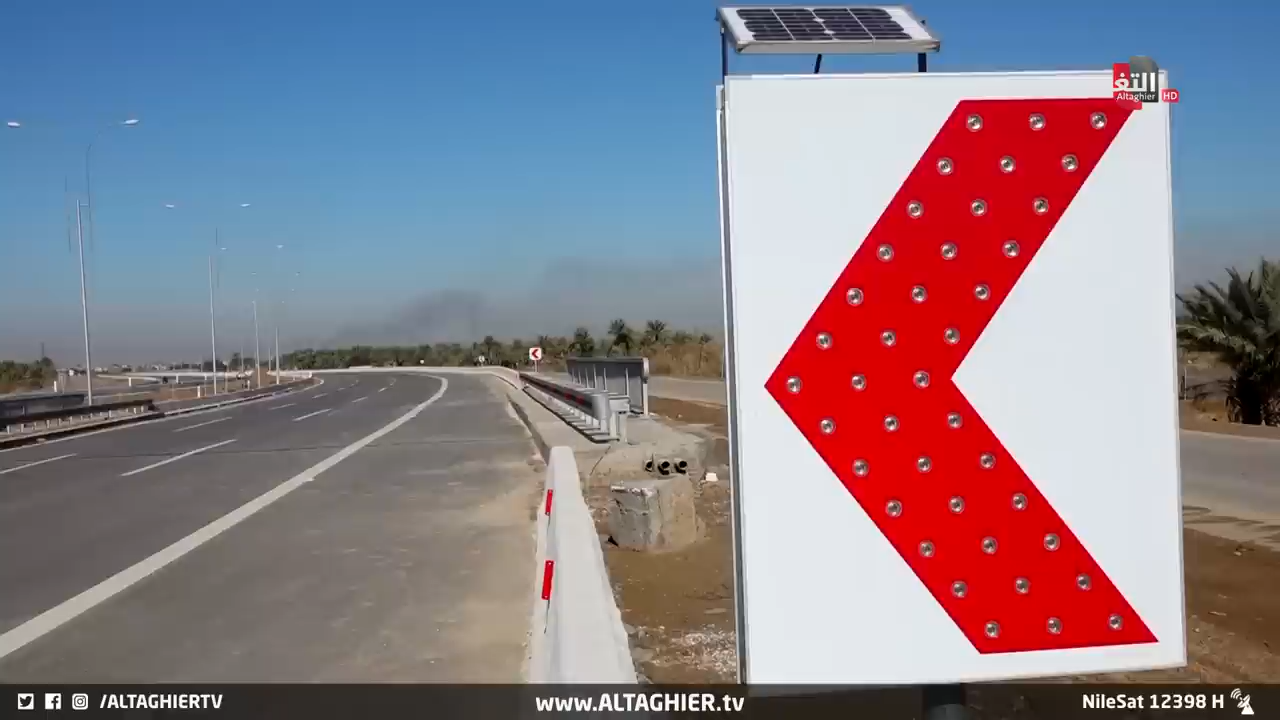 التغ
Altaghier HD
/ALTAGHIERTV
www.ALTAGHIER.tv
NileSat 12398 H